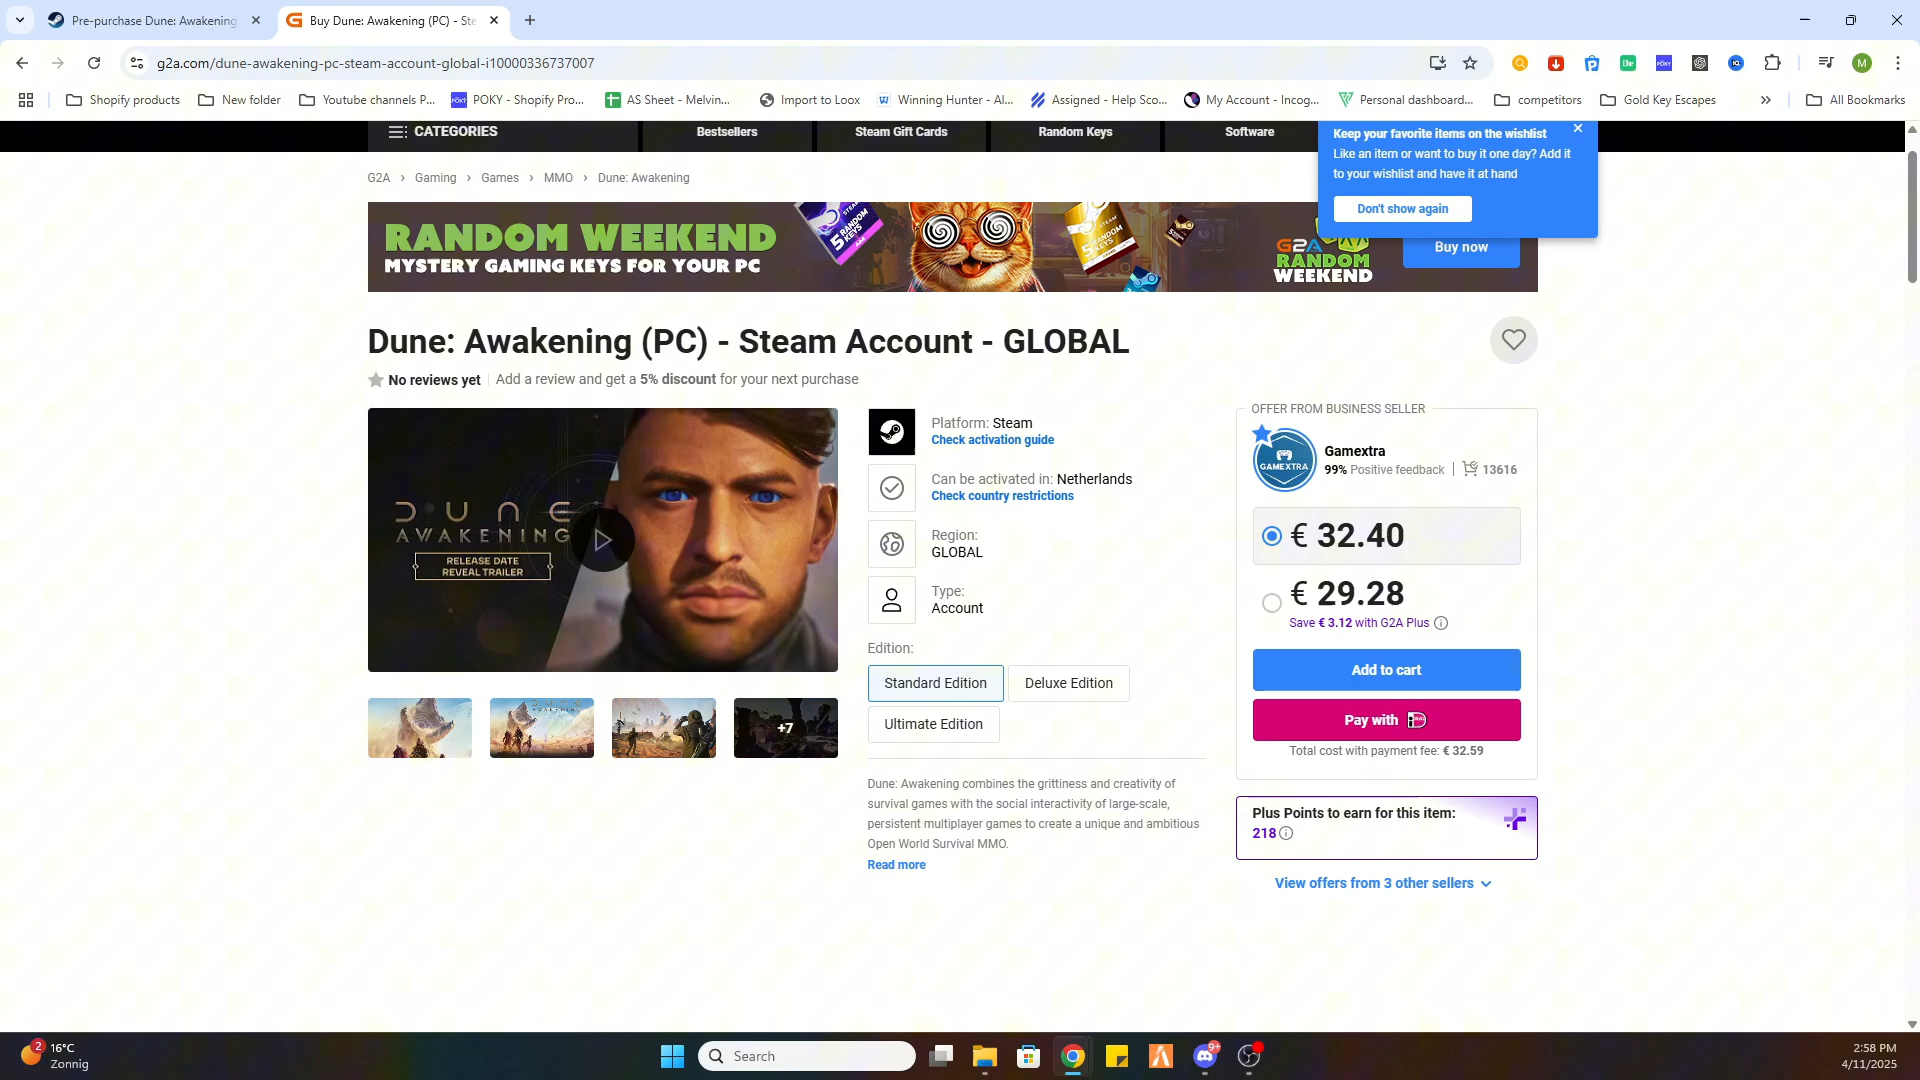 Pre-purchase Dune: Awakening
Buy Dune: Awakening (PC) - Ste
g2a.com/dune-awakening-pc-steam-account-global-i10000336737007
M
Shopify products
New folder
Youtube channels P...
POKY - Shopify Pro...
AS Sheet - Melvin...
Import to Loox
Winning Hunter - AI...
Assigned - Help Sco...
My Account - Incog...
Personal dashboard...
competitors
Gold Key Escapes
All Bookmarks
CATEGORIES
Bestsellers
Steam Gift Cards
Random Keys
Software
Keep your favorite items on the wishlist
Like an item or want to buy it one day? Add it
to your wishlist and have it at hand
Don't show again
G2A > Gaming > Games > MMO > Dune: Awakening
RANDOM WEEKEND
MYSTERY GAMING KEYS FOR YOUR PC
STEAM
5 RANDOM
KEYS
STEAM
5 RANDOM
KEYS
G2A
RANDOM
WEEKEND
Buy now
Dune: Awakening (PC) - Steam Account - GLOBAL
No reviews yet
Add a review and get a 5% discount for your next purchase
DUNE
AWAKENING
RELEASE DATE
REVEAL TRAILER
+7
Platform: Steam
Check activation guide
Can be activated in: Netherlands
Check country restrictions
Region:
GLOBAL
Type:
Account
Edition:
Standard Edition
Deluxe Edition
Ultimate Edition
Dune: Awakening combines the grittiness and creativity of
survival games with the social interactivity of large-scale,
persistent multiplayer games to create a unique and ambitious
Open World Survival MMO.
Read more
OFFER FROM BUSINESS SELLER
GAMEXTRA
Gamextra
99% Positive feedback | 13616
€ 32.40
€ 29.28
Save € 3.12 with G2A Plus
Add to cart
Pay with
Total cost with payment fee: € 32.59
Plus Points to earn for this item:
218
View offers from 3 other sellers
2
16°C
Zonnig
Search
9+
2:58 PM
4/11/2025